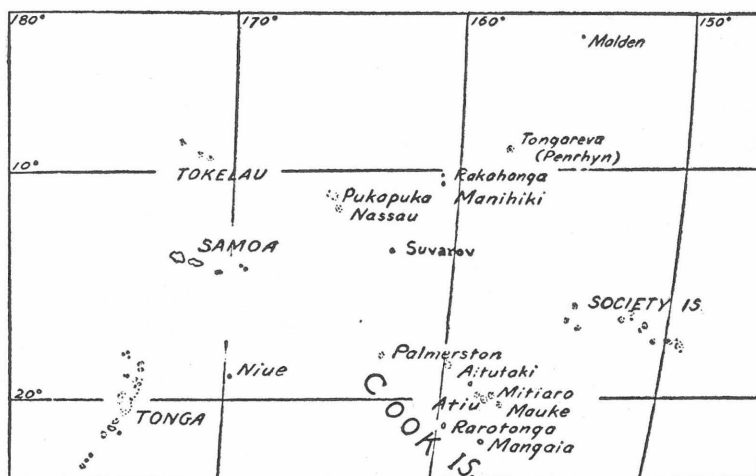 180°
170°
160°
150°
Malden
Tongareva
(Penrhyn)
10°
TOKELAU
Rakahanga
Manihiki
Pukapuka
Nassau
SAMOA
Suvarov
SOCIETY IS.
Palmerston
Aitutaki
Niue
Mitiaro
Atiu
Mauke
20°
TONGA
COOK IS.
Rarotonga
Mangaia